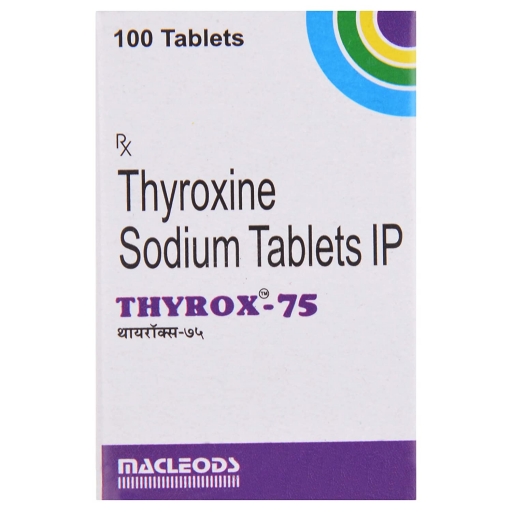 100 Tablets
Rx
Thyroxine
Sodium Tablets IP
THYROX™-75
थायरॉक्स-७५
MACLEODS